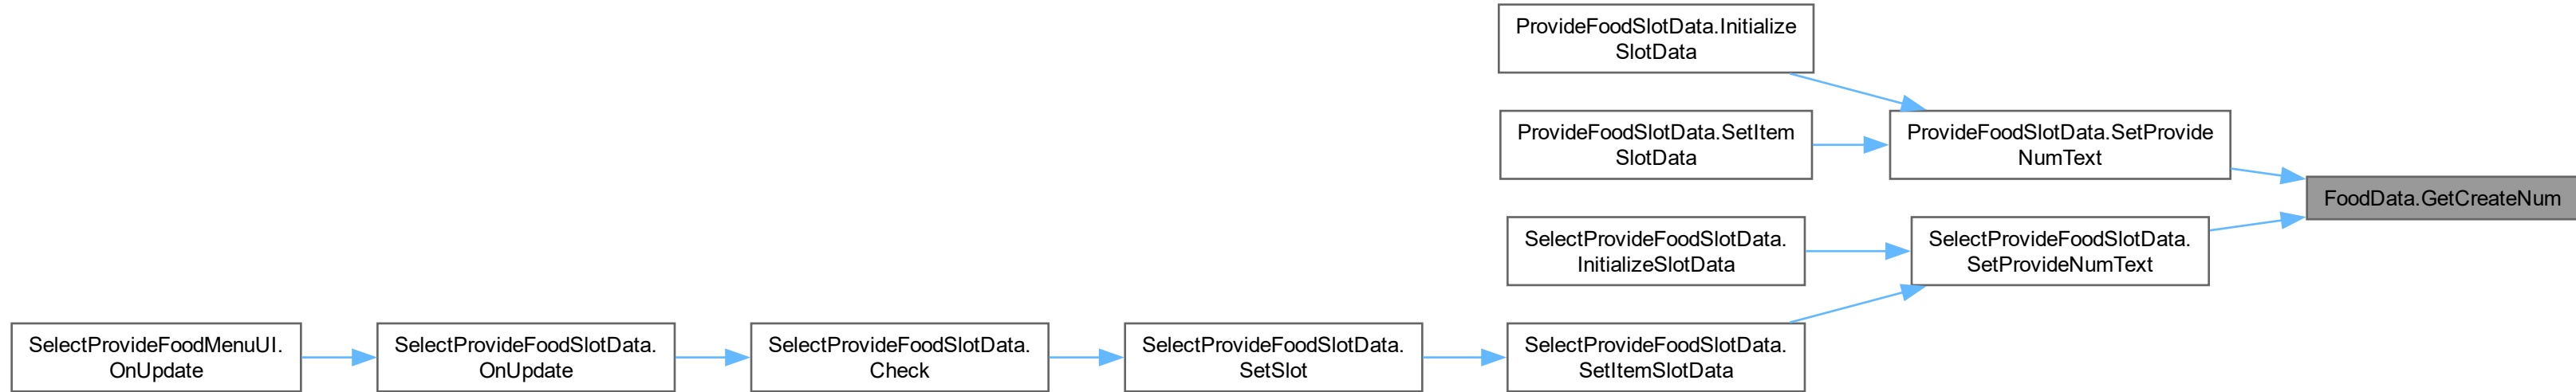 ProvideFoodSlotData.Initialize
SlotData
ProvideFoodSlotData.SetItem
SlotData
ProvideFoodSlotData.SetProvide
NumText
FoodData.GetCreateNum
SelectProvideFoodSlotData.
InitializeSlotData
SelectProvideFoodSlotData.
SetProvideNumText
SelectProvideFoodMenuUI.
OnUpdate
SelectProvideFoodSlotData.
OnUpdate
SelectProvideFoodSlotData.
Check
SelectProvideFoodSlotData.
SetSlot
SelectProvideFoodSlotData.
SetItemSlotData